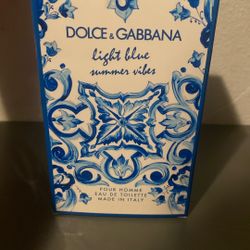 DOLCE & GABBANA
light blue
summer vibes
POUR HOMME
EAU DE TOILETTE
MADE IN ITALY